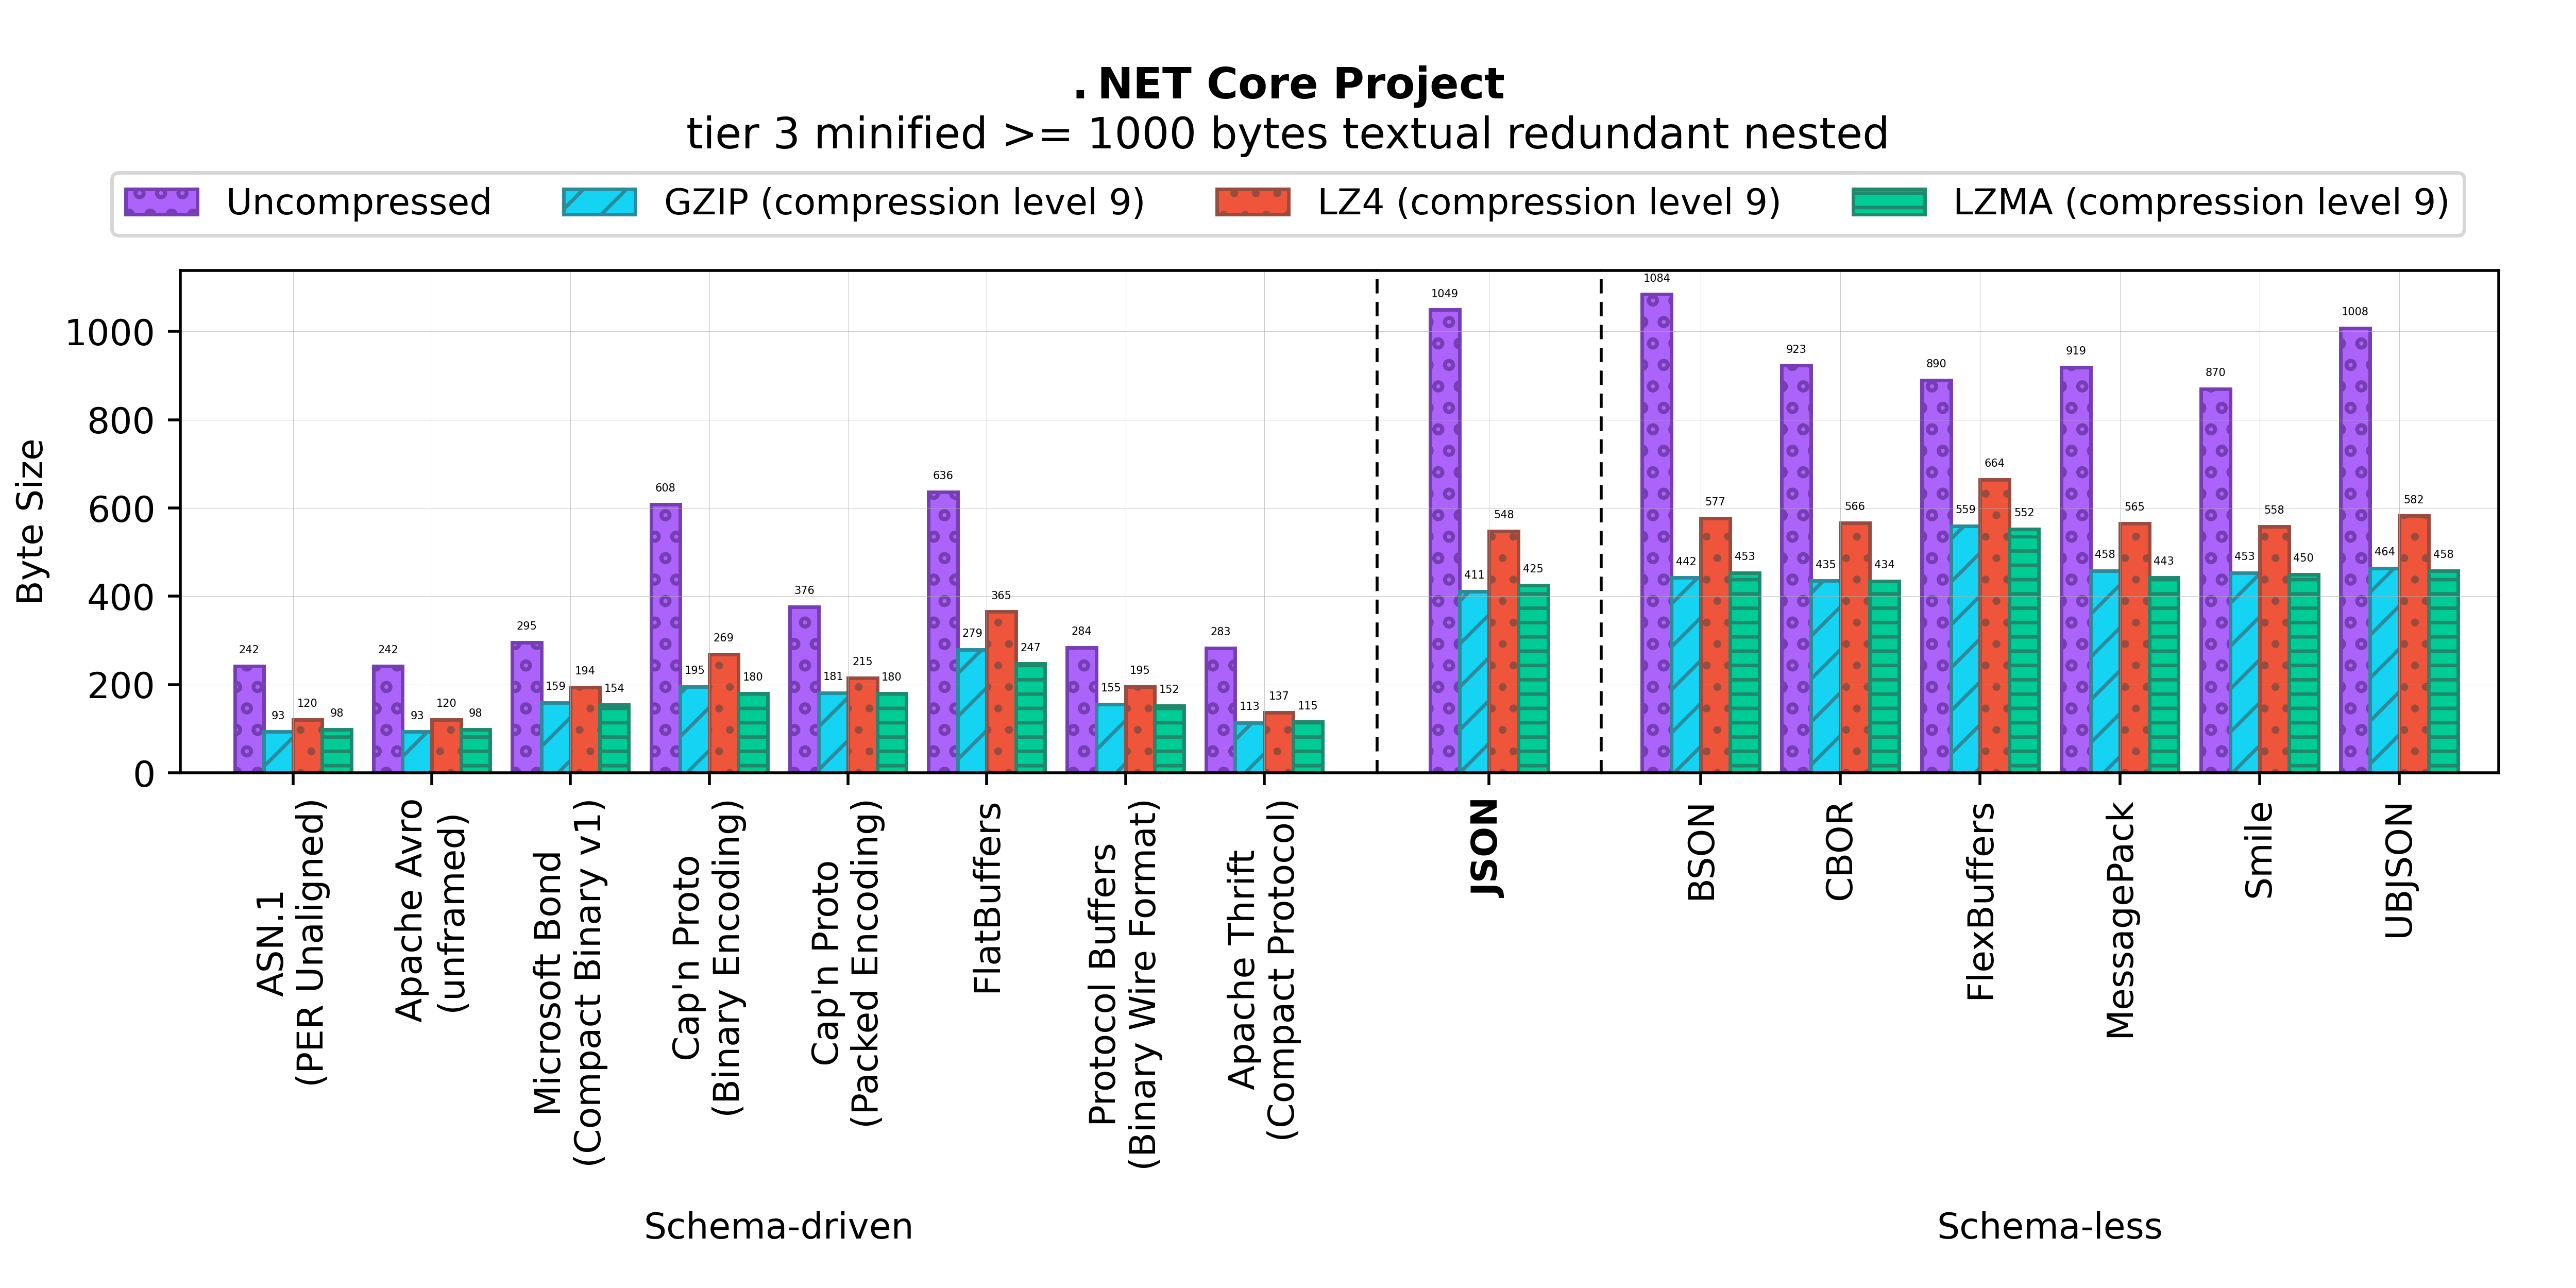 .NET Core Project
tier 3 minified >= 1000 bytes textual redundant nested
Uncompressed
GZIP (compression level 9)
LZ4 (compression level 9)
LZMA (compression level 9)
Byte Size
1000
800
600
400
200
0
242
93
120
98
242
93
120
98
295
159
194
154
608
195
269
180
376
181
215
180
636
279
365
247
284
155
195
152
283
113
137
115
1049
411
548
425
1084
442
577
453
923
435
566
434
890
559
664
552
919
458
565
443
870
453
558
450
1008
464
582
458
ASN.1
(PER Unaligned)
Apache Avro
(unframed)
Microsoft Bond
(Compact Binary v1)
Cap'n Proto
(Binary Encoding)
Cap'n Proto
(Packed Encoding)
FlatBuffers
Protocol Buffers
(Binary Wire Format)
Apache Thrift
(Compact Protocol)
JSON
BSON
CBOR
FlexBuffers
MessagePack
Smile
UBJSON
Schema-driven
Schema-less